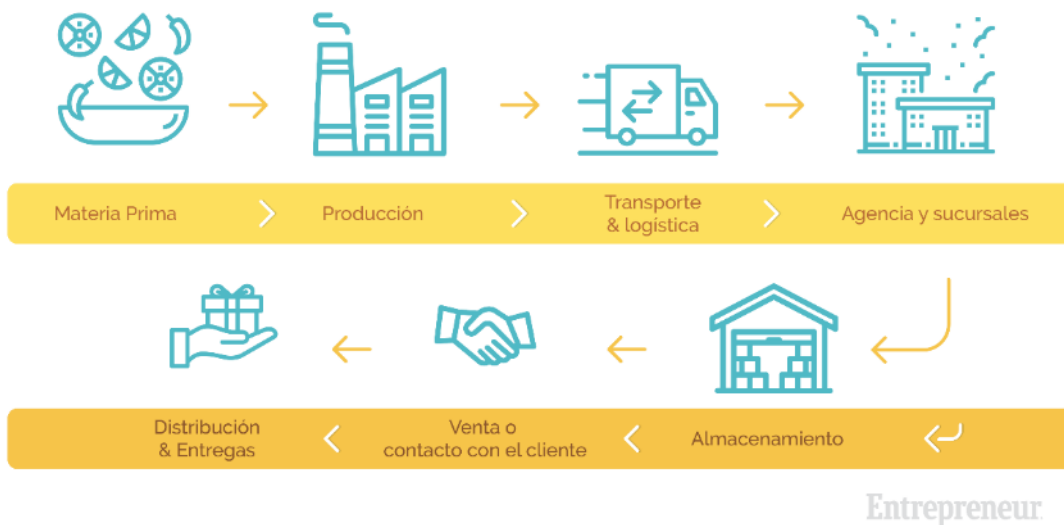 Materia Prima
Producción
Transporte
& logística
Agencia y sucursales
Distribución
& Entregas
Venta o
contacto con el cliente
Almacenamiento
Entrepreneur